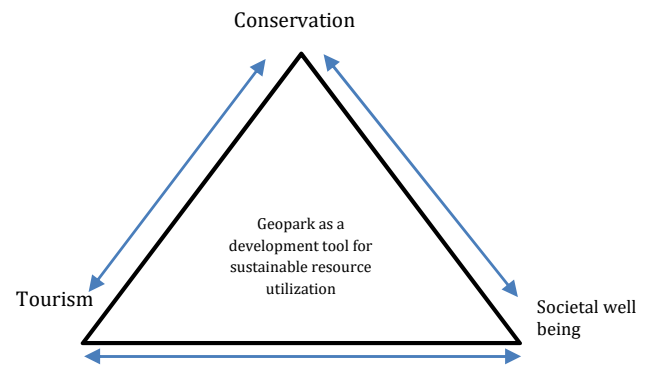 Conservation
Geopark as a
development tool for
sustainable resource
utilization
Tourism
Societal well
being